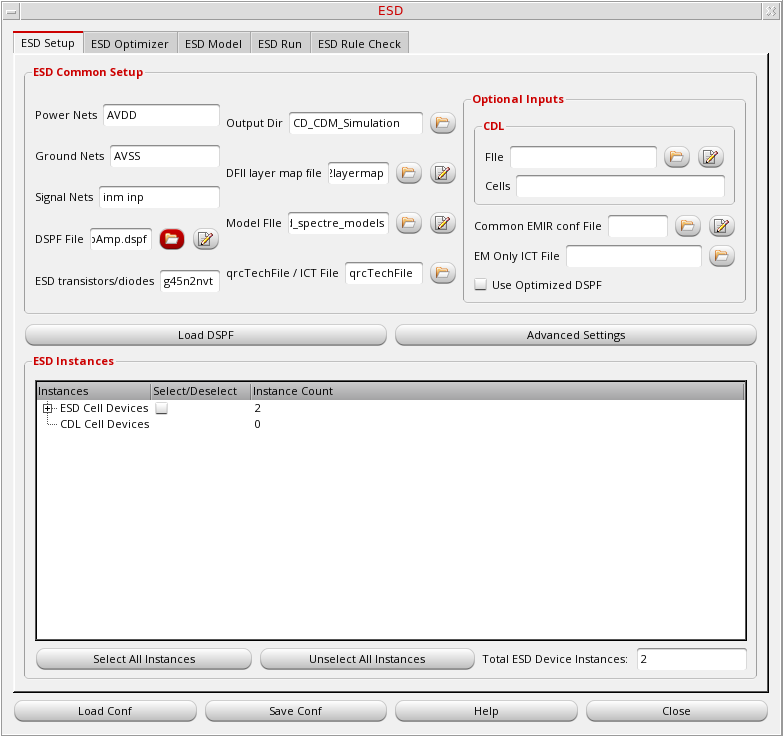 ESD
ESD Setup ESD Optimizer ESD Model ESD Run ESD Rule Check
ESD Common Setup
Power Nets AVDD
Ground Nets AVSS
Signal Nets inm inp
DSPF File oAmp.dspf
ESD transistors/diodes g45n2nvt
Output Dir CD_CDM_Simulation
DFII layer map file layermap
Model FIle _spectre_models
qrcTechFile / ICT File qrcTechFile
Optional Inputs
CDL
FIle
Cells
Common EMIR conf File
EM Only ICT File
Use Optimized DSPF
Load DSPF Advanced Settings
ESD Instances
Instances Select/Deselect Instance Count
ESD Cell Devices 2
CDL Cell Devices 0
Select All Instances Unselect All Instances Total ESD Device Instances: 2
Load Conf Save Conf Help Close